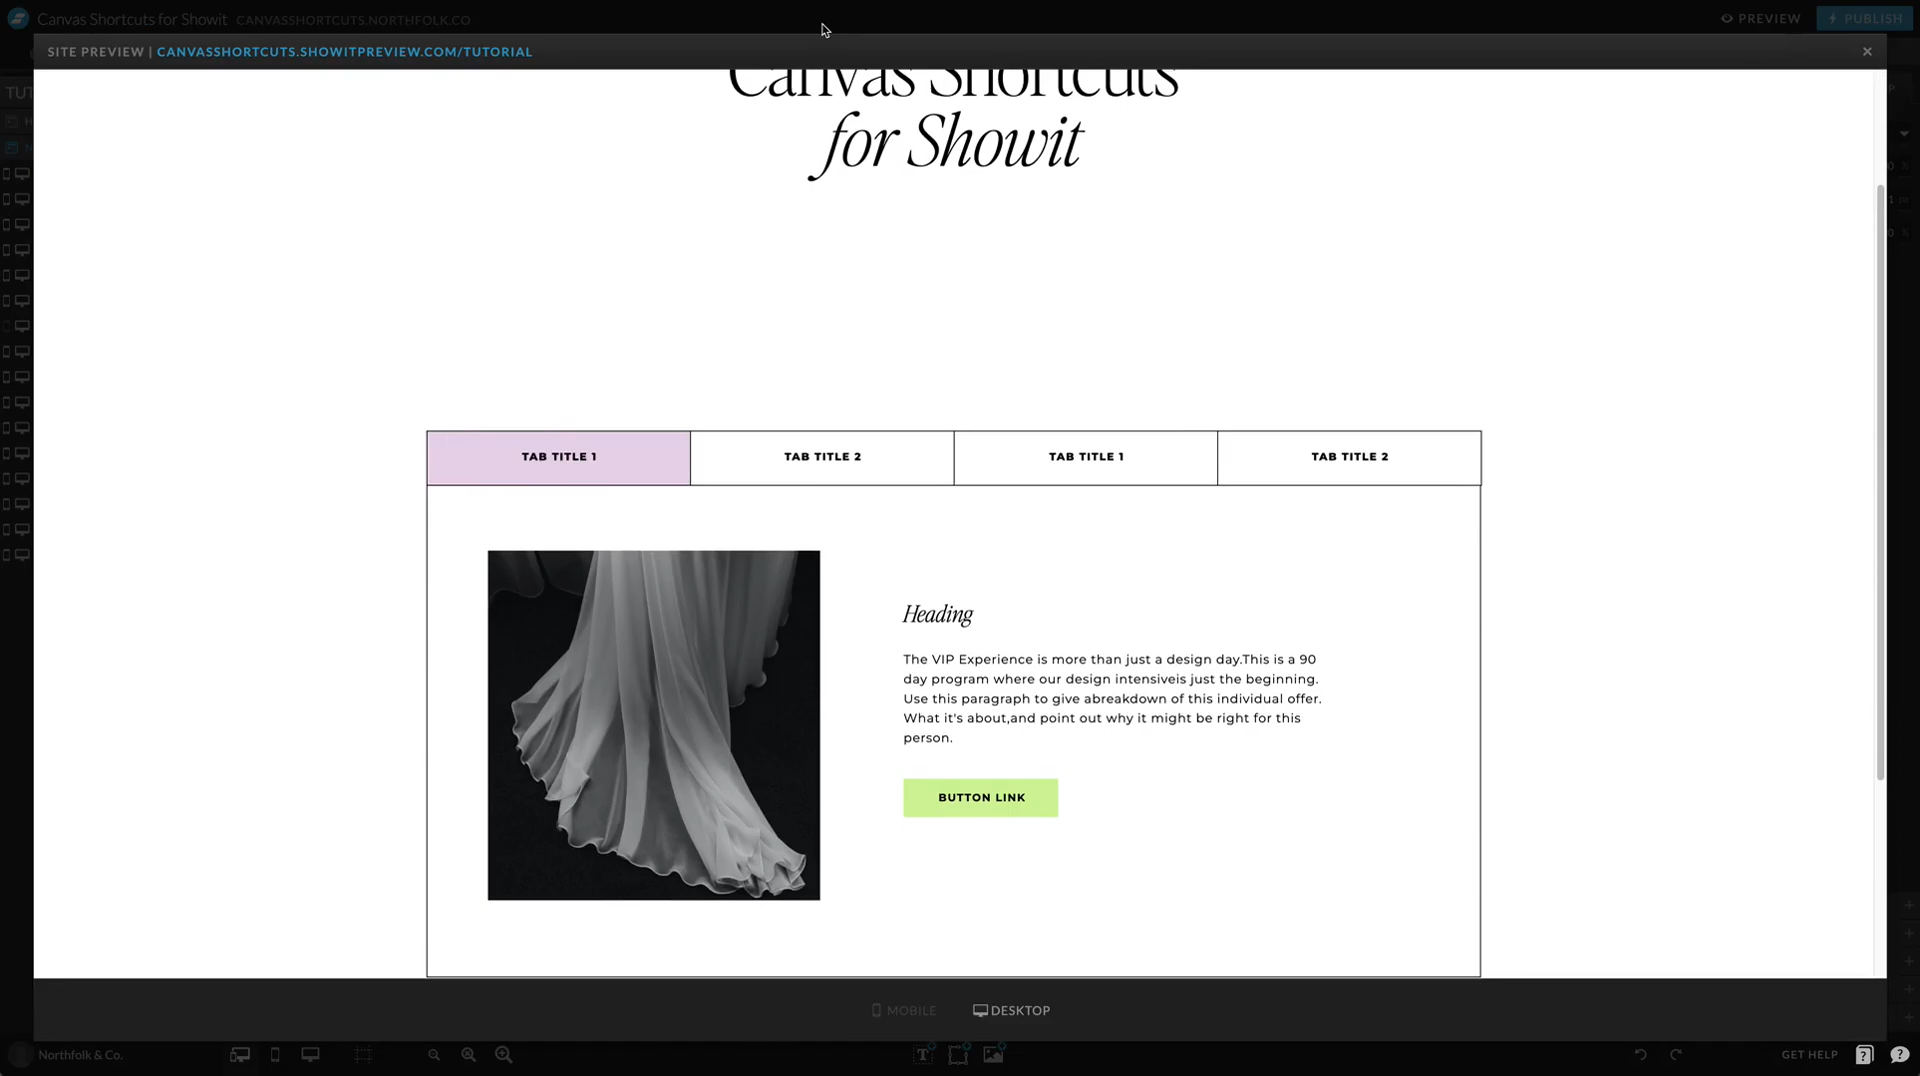 Canvas Shortcuts for Showit CANVASSHORTCUTS.NORTHFOLK.CO
PREVIEW
PUBLISH
SITE PREVIEW | CANVASSHORTCUTS.SHOWITPREVIEW.COM/TUTORIAL
Canvas Shortcuts
for Showit
TAB TITLE 1
TAB TITLE 2
TAB TITLE 1
TAB TITLE 2
Heading
The VIP Experience is more than just a design day.This is a 90
day program where our design intensiveis just the beginning.
Use this paragraph to give abreakdown of this individual offer.
What it's about,and point out why it might be right for this
person.
BUTTON LINK
MOBILE
DESKTOP
Northfolk & Co.
GET HELP